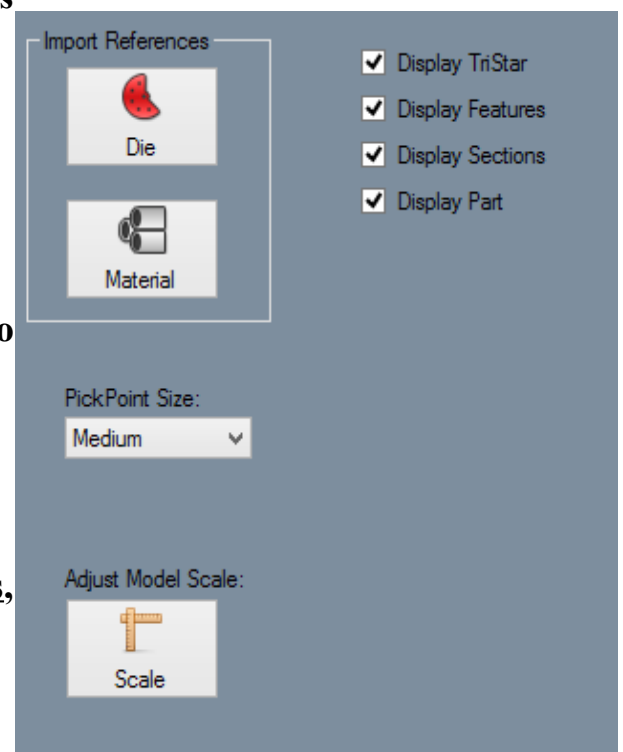 s
Import References
Die
Material
Display TriStar
Display Features
Display Sections
Display Part
o
PickPoint Size:
Medium
Adjust Model Scale:
Scale